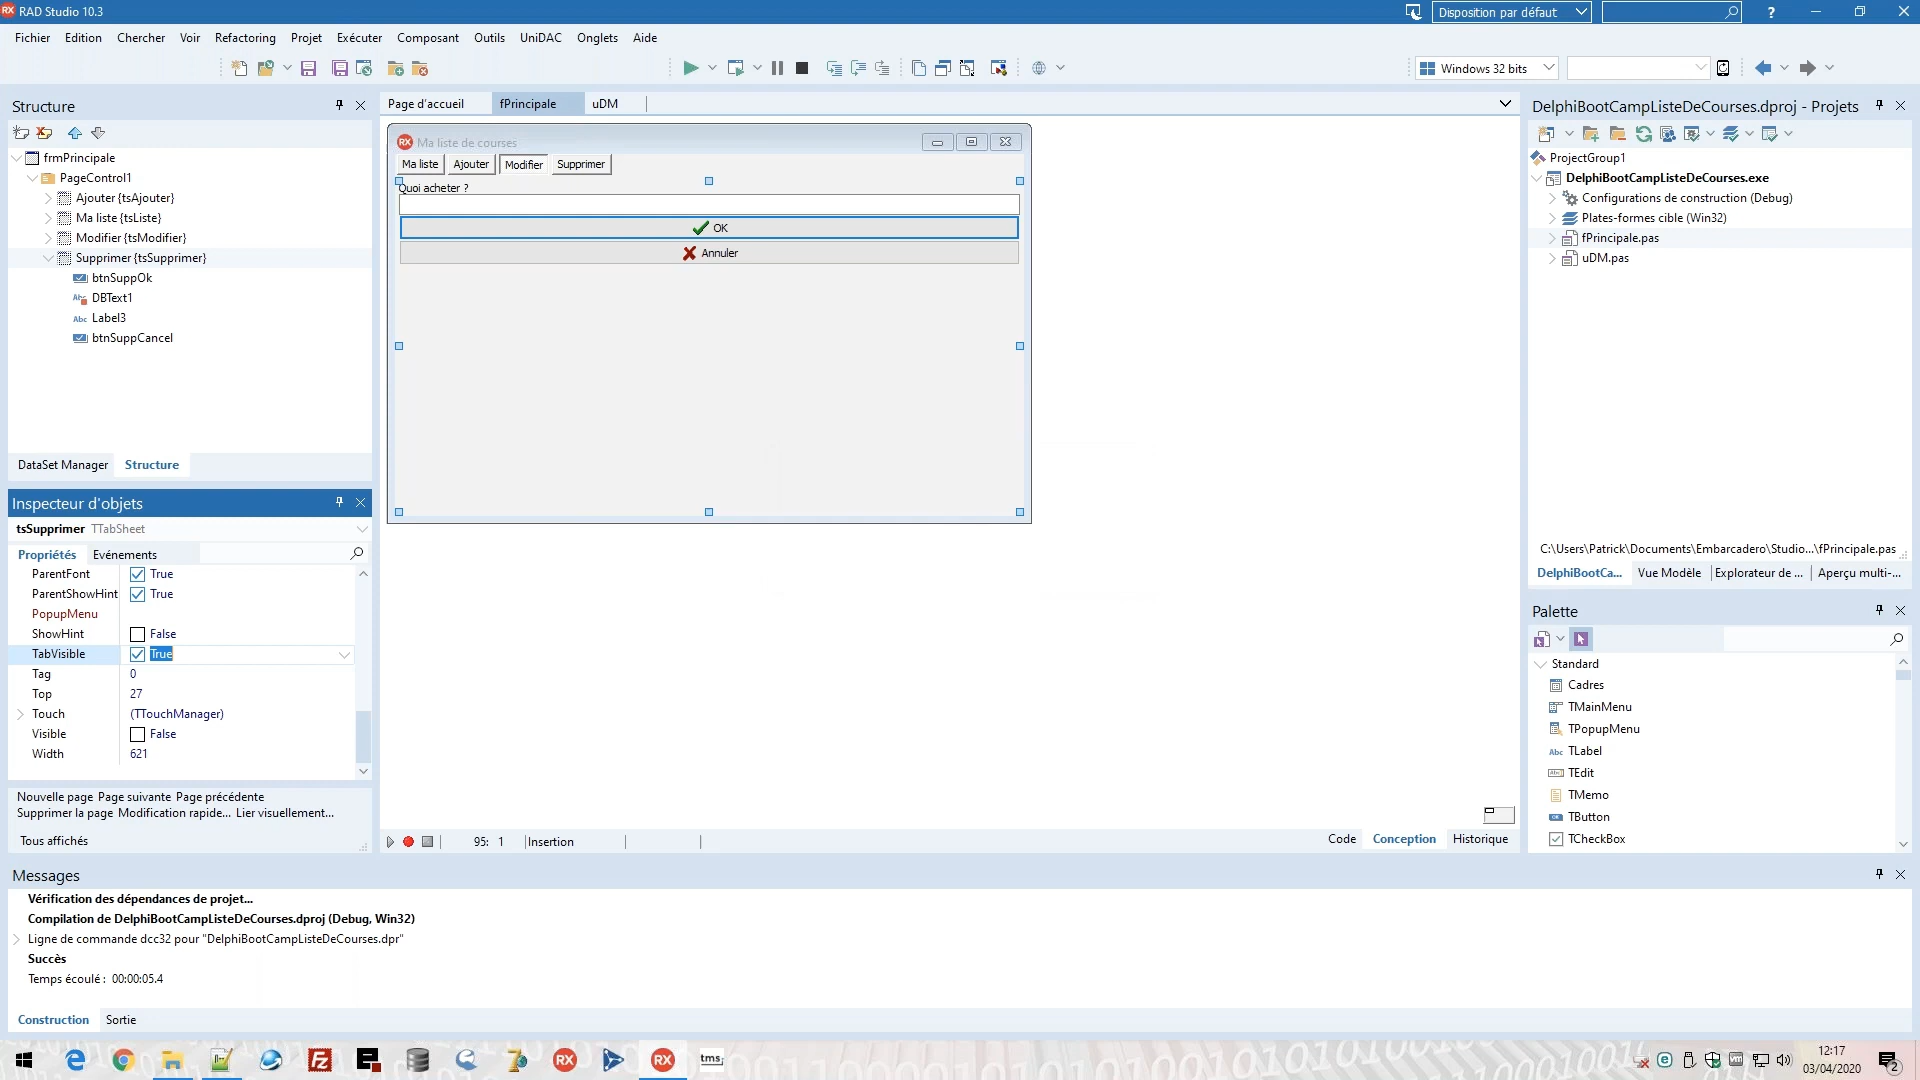 RAD Studio 10.3
Disposition par défaut
?
Fichier Edition Chercher Voir Refactoring Projet Exécuter Composant Outils UniDAC Onglets Aide
Windows 32 bits
Structure
frmPrincipale
PageControl1
Ajouter {tsAjouter}
Ma liste {tsListe}
Modifier {tsModifier}
Supprimer {tsSupprimer}
btnSuppOk
DBText1
Label3
btnSuppCancel
DataSet Manager Structure
Inspecteur d'objets
tsSupprimer TTabSheet
Propriétés Evénements
ParentFont True
ParentShowHint True
PopupMenu
ShowHint False
TabVisible True
Tag 0
Top 27
Touch (TTouchManager)
Visible False
Width 621
Nouvelle page Page suivante Page précédente
Supprimer la page Modification rapide... Lier visuellement...
Tous affichés
Page d'accueil fPrincipale uDM
Ma liste de courses
Ma liste Ajouter Modifier Supprimer
Quoi acheter ?
OK
Annuler
95: 1 Insertion
Code Conception Historique
DelphiBootCampListeDeCourses.dproj - Projets
ProjectGroup1
DelphiBootCampListeDeCourses.exe
Configurations de construction (Debug)
Plates-formes cible (Win32)
fPrincipale.pas
uDM.pas
C:\Users\Patrick\Documents\Embarcadero\Studio...\fPrincipale.pas
DelphiBootCa... Vue Modèle Explorateur de ... Aperçu multi-...
Palette
Standard
Cadres
TMainMenu
TPopupMenu
TLabel
TEdit
TMemo
TButton
TCheckBox
Messages
Vérification des dépendances de projet...
Compilation de DelphiBootCampListeDeCourses.dproj (Debug, Win32)
Ligne de commande dcc32 pour "DelphiBootCampListeDeCourses.dpr"
Succès
Temps écoulé : 00:00:05.4
Construction Sortie
tms
12:17
03/04/2020
2